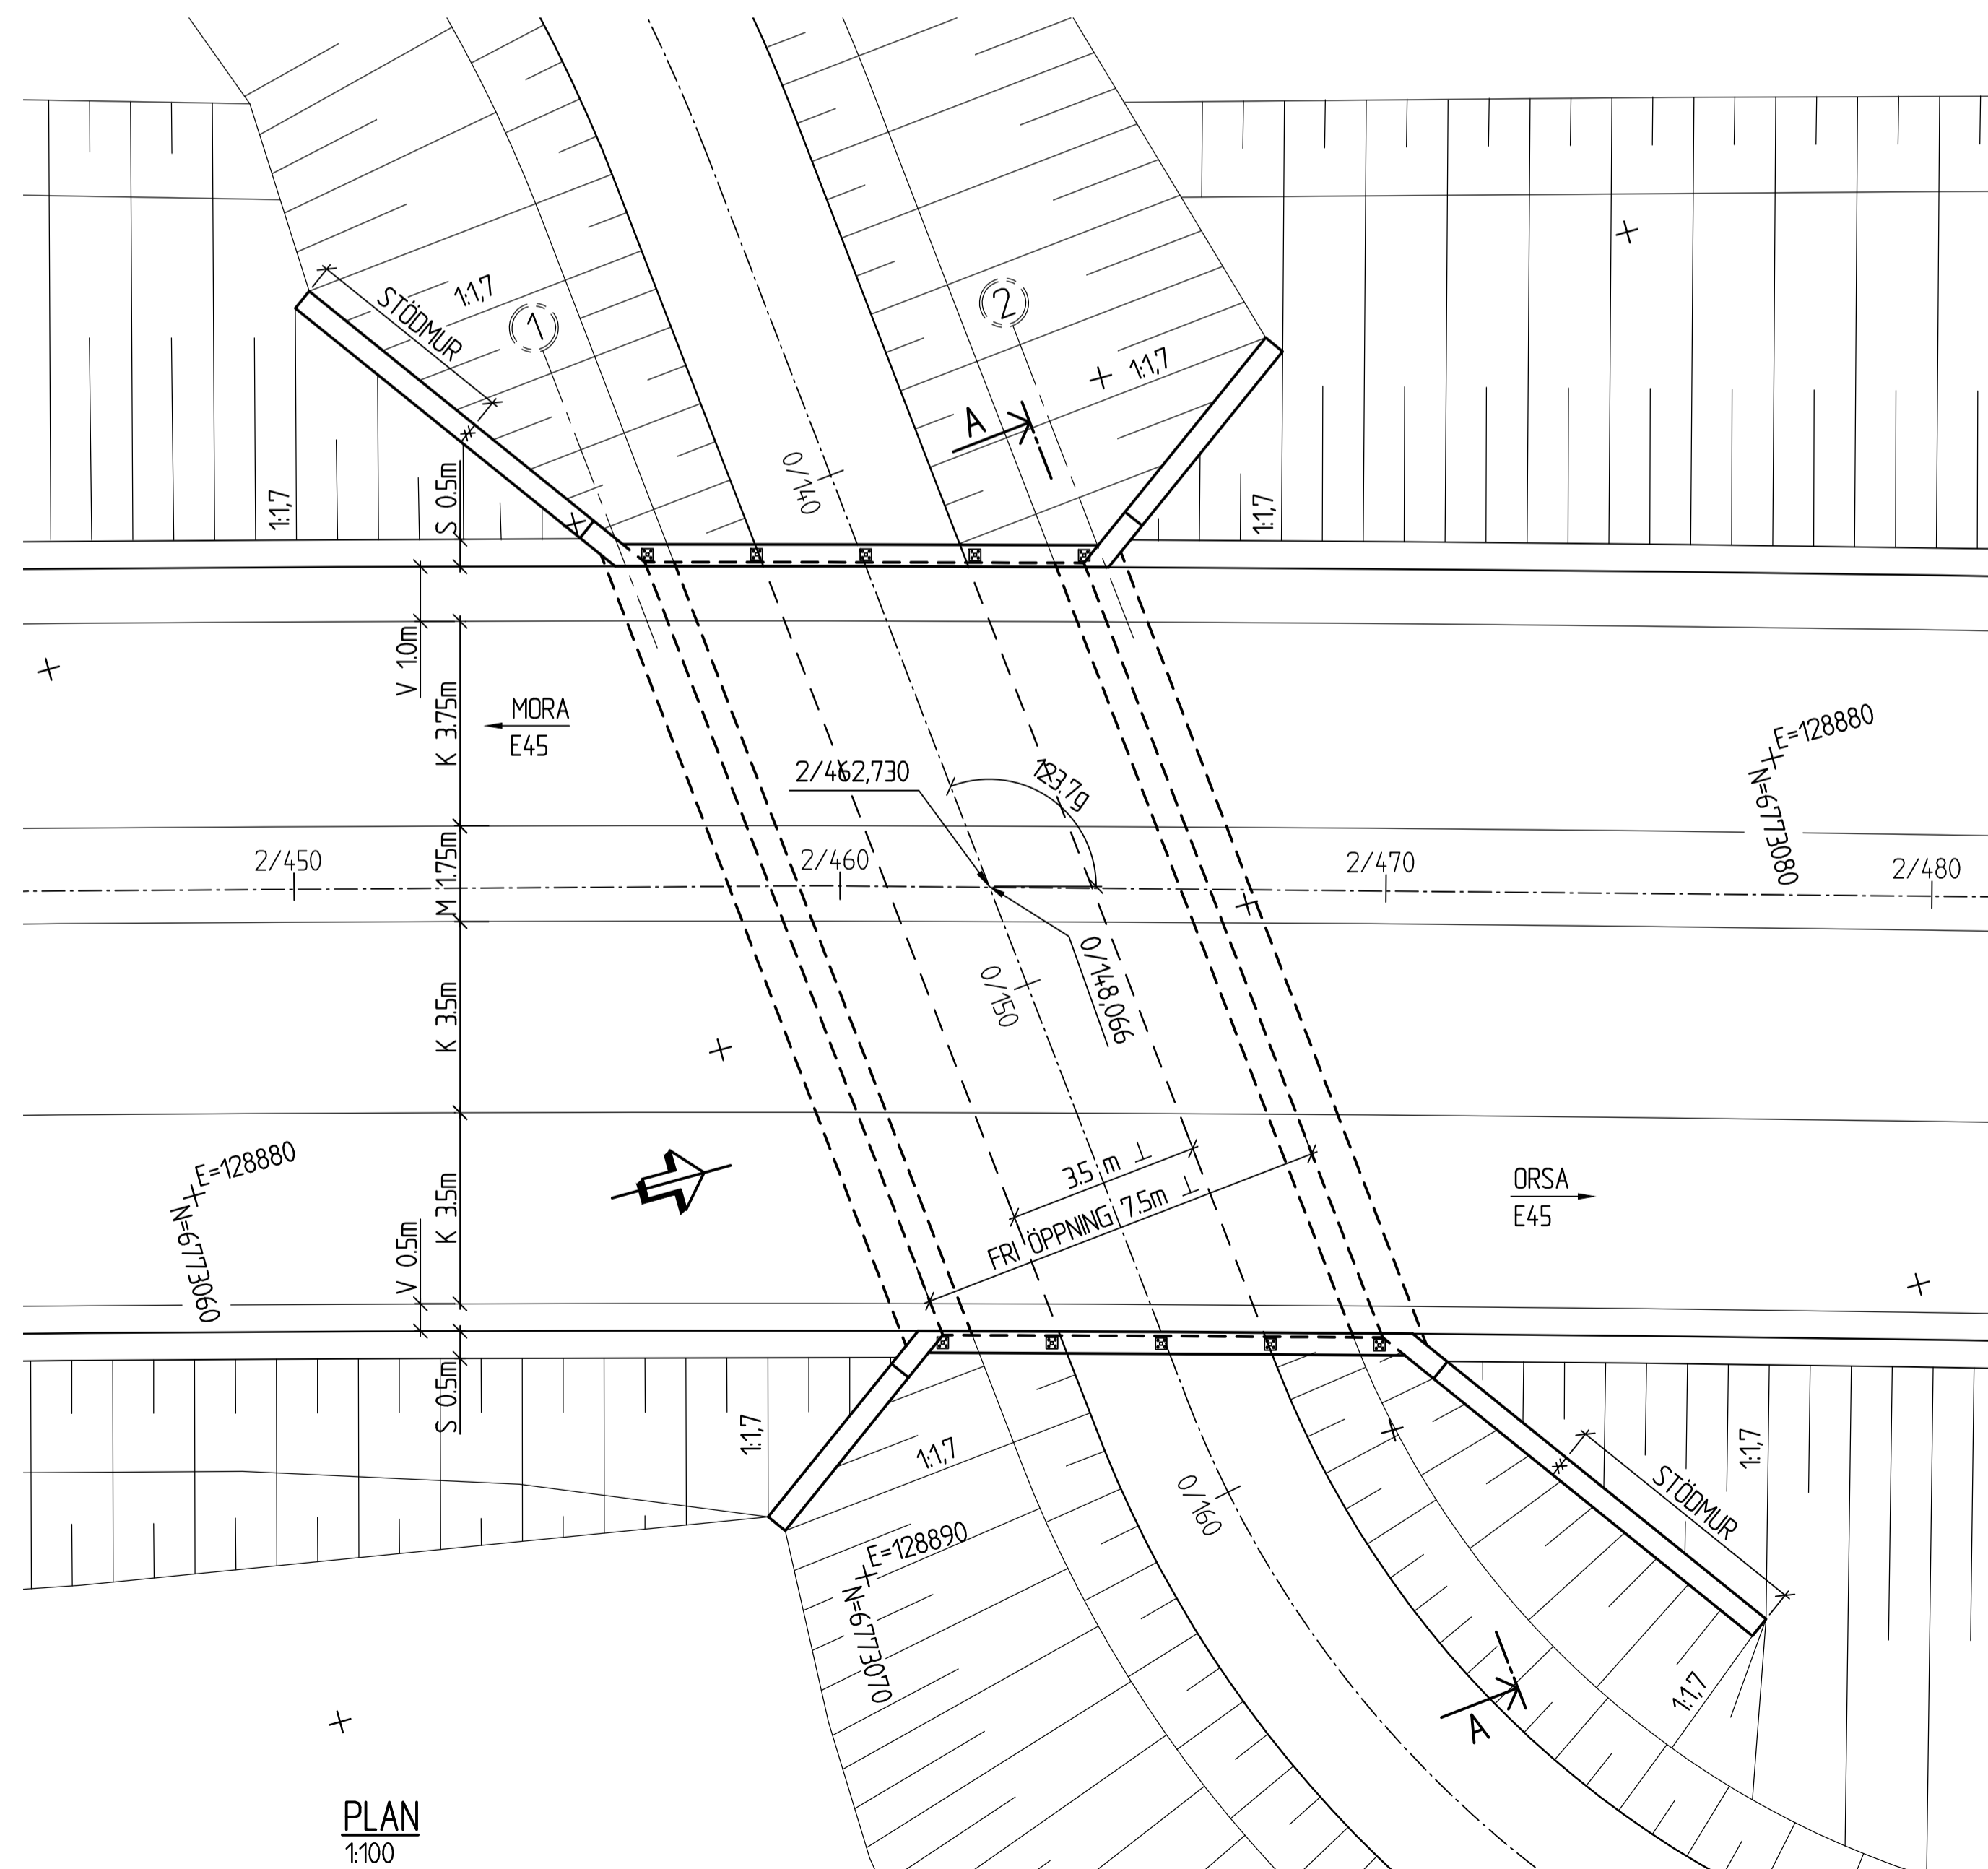 1:1,7
STÖDMUR
1
2
1:1,7
A
0/140
S 0.5m
1:1,7
1:1,7
V 1.0m
K 3.75m
MORA
E45
2/462,730
123.7g
E=128880
N=6773080
2/450
2/460
2/470
2/480
M 1.75m
0/148,066
0/150
K 3.5m
E=128880
N=6773060
K 3.5m
V 0.5m
3.5 m ⊥
FRI ÖPPNING 7.5m ⊥
ORSA
E45
S 0.5m
1:1,7
1:1,7
0/160
STÖDMUR
1:1,7
E=128890
N=6773070
1:1,7
A
PLAN
1:100